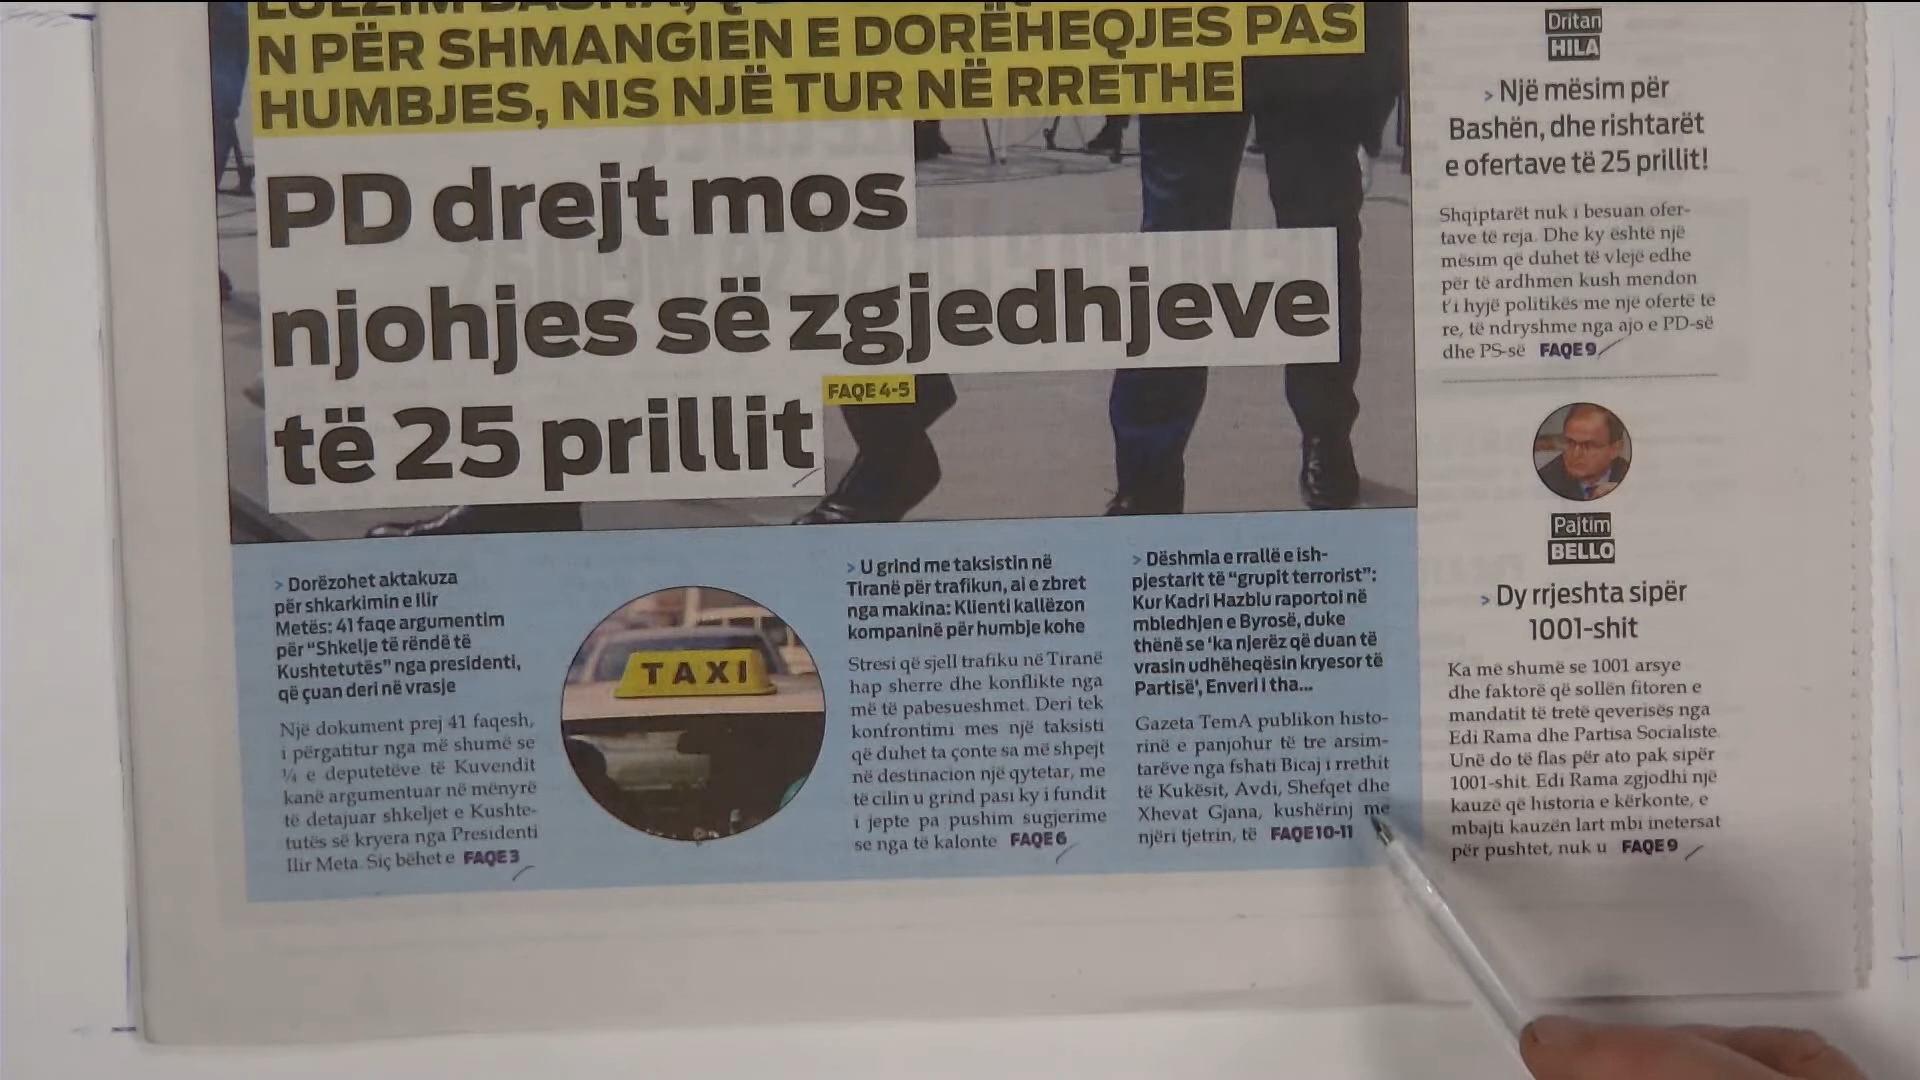 N PËR SHMANGIEN E DORËHEQJES PAS
HUMBJES, NIS NJË TUR NË RRETHE
PD drejt mos
njohjes së zgjedhjeve
të 25 prillit
FAQE 4-5
> Dorëzohet aktakuza
për shkarkimin e Ilir
Metës: 41 faqe argumentim
për “Shkelje të rëndë të
Kushtetutës” nga presidenti,
që çuan deri në vrasje
Një dokument prej 41 faqesh,
i përgatitur nga më shumë se
¼ e deputetëve të Kuvendit
kanë argumentuar në mënyrë
të detajuar shkeljet e Kushte-
tutës së kryera nga Presidenti
Ilir Meta. Siç bëhet e FAQE 3
TAXI
> U grind me taksistin në
Tiranë për trafikun, ai e zbret
nga makina: Klienti kallëzon
kompaninë për humbje kohe
Stresi që sjell trafiku në Tiranë
hap sherre dhe konflikte nga
më të pabesueshmet. Deri tek
konfrontimi mes një taksisti
që duhet ta çonte sa më shpejt
në destinacion një qytetar, me
të cilin u grind pasi ky i fundit
i jepte pa pushim sugjerime
se nga të kalonte FAQE 6
> Dëshmia e rrallë e ish-
pjestarit të “grupit terrorist”:
Kur Kadri Hazbiu raportoi në
mbledhjen e Byrosë, duke
thënë se ‘ka njerëz që duan të
vrasin udhëheqësin kryesor të
Partisë’, Enveri i tha...
Gazeta TemA publikon histo-
rinë e panjohur të tre arsim-
tarëve nga fshati Bicaj i rrethit
të Kukësit, Avdi, Shefqet dhe
Xhevat Gjana, kushërinj me
njëri tjetrin, të FAQE 10-11
Dritan
HILA
> Një mësim për
Bashën, dhe rishtarët
e ofertave të 25 prillit!
Shqiptarët nuk i besuan ofer-
tave të reja. Dhe ky është një
mësim që duhet të vlejë edhe
për të ardhmen kush mendon
t’i hyjë politikës me një ofertë të
re, të ndryshme nga ajo e PD-së
dhe PS-së FAQE 9
Pajtim
BELLO
> Dy rrjeshta sipër
1001-shit
Ka më shumë se 1001 arsye
dhe faktorë që sollën fitoren e
mandatit të tretë qeverisës nga
Edi Rama dhe Partisa Socialiste.
Unë do të flas për ato pak sipër
1001-shit. Edi Rama zgjodhi një
kauzë që historia e kërkonte, e
mbajti kauzën lart mbi inetersat
për pushtet, nuk u FAQE 9